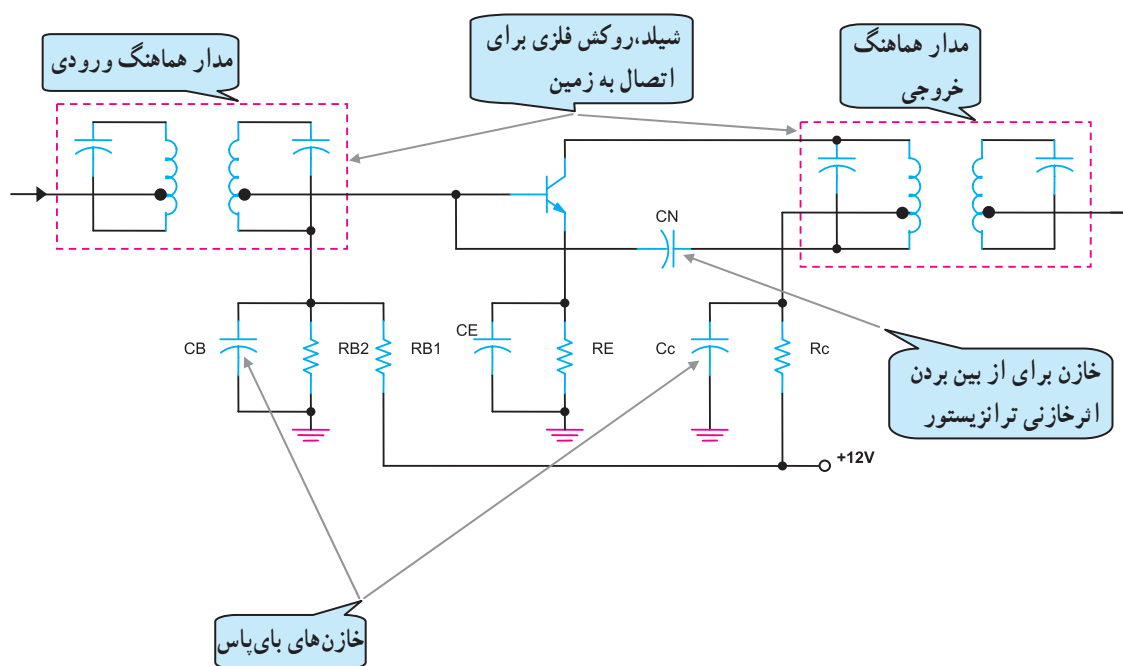 مدار هماهنگ ورودی
شیلد،روکش فلزی برای
اتصال به زمین
مدار هماهنگ
خروجی
CN
CB
RB2
RB1
CE
RE
Cc
Rc
خازن برای از بین بردن
اثرخازنی ترانزیستور
+12V
خازن‌های بای‌پاس